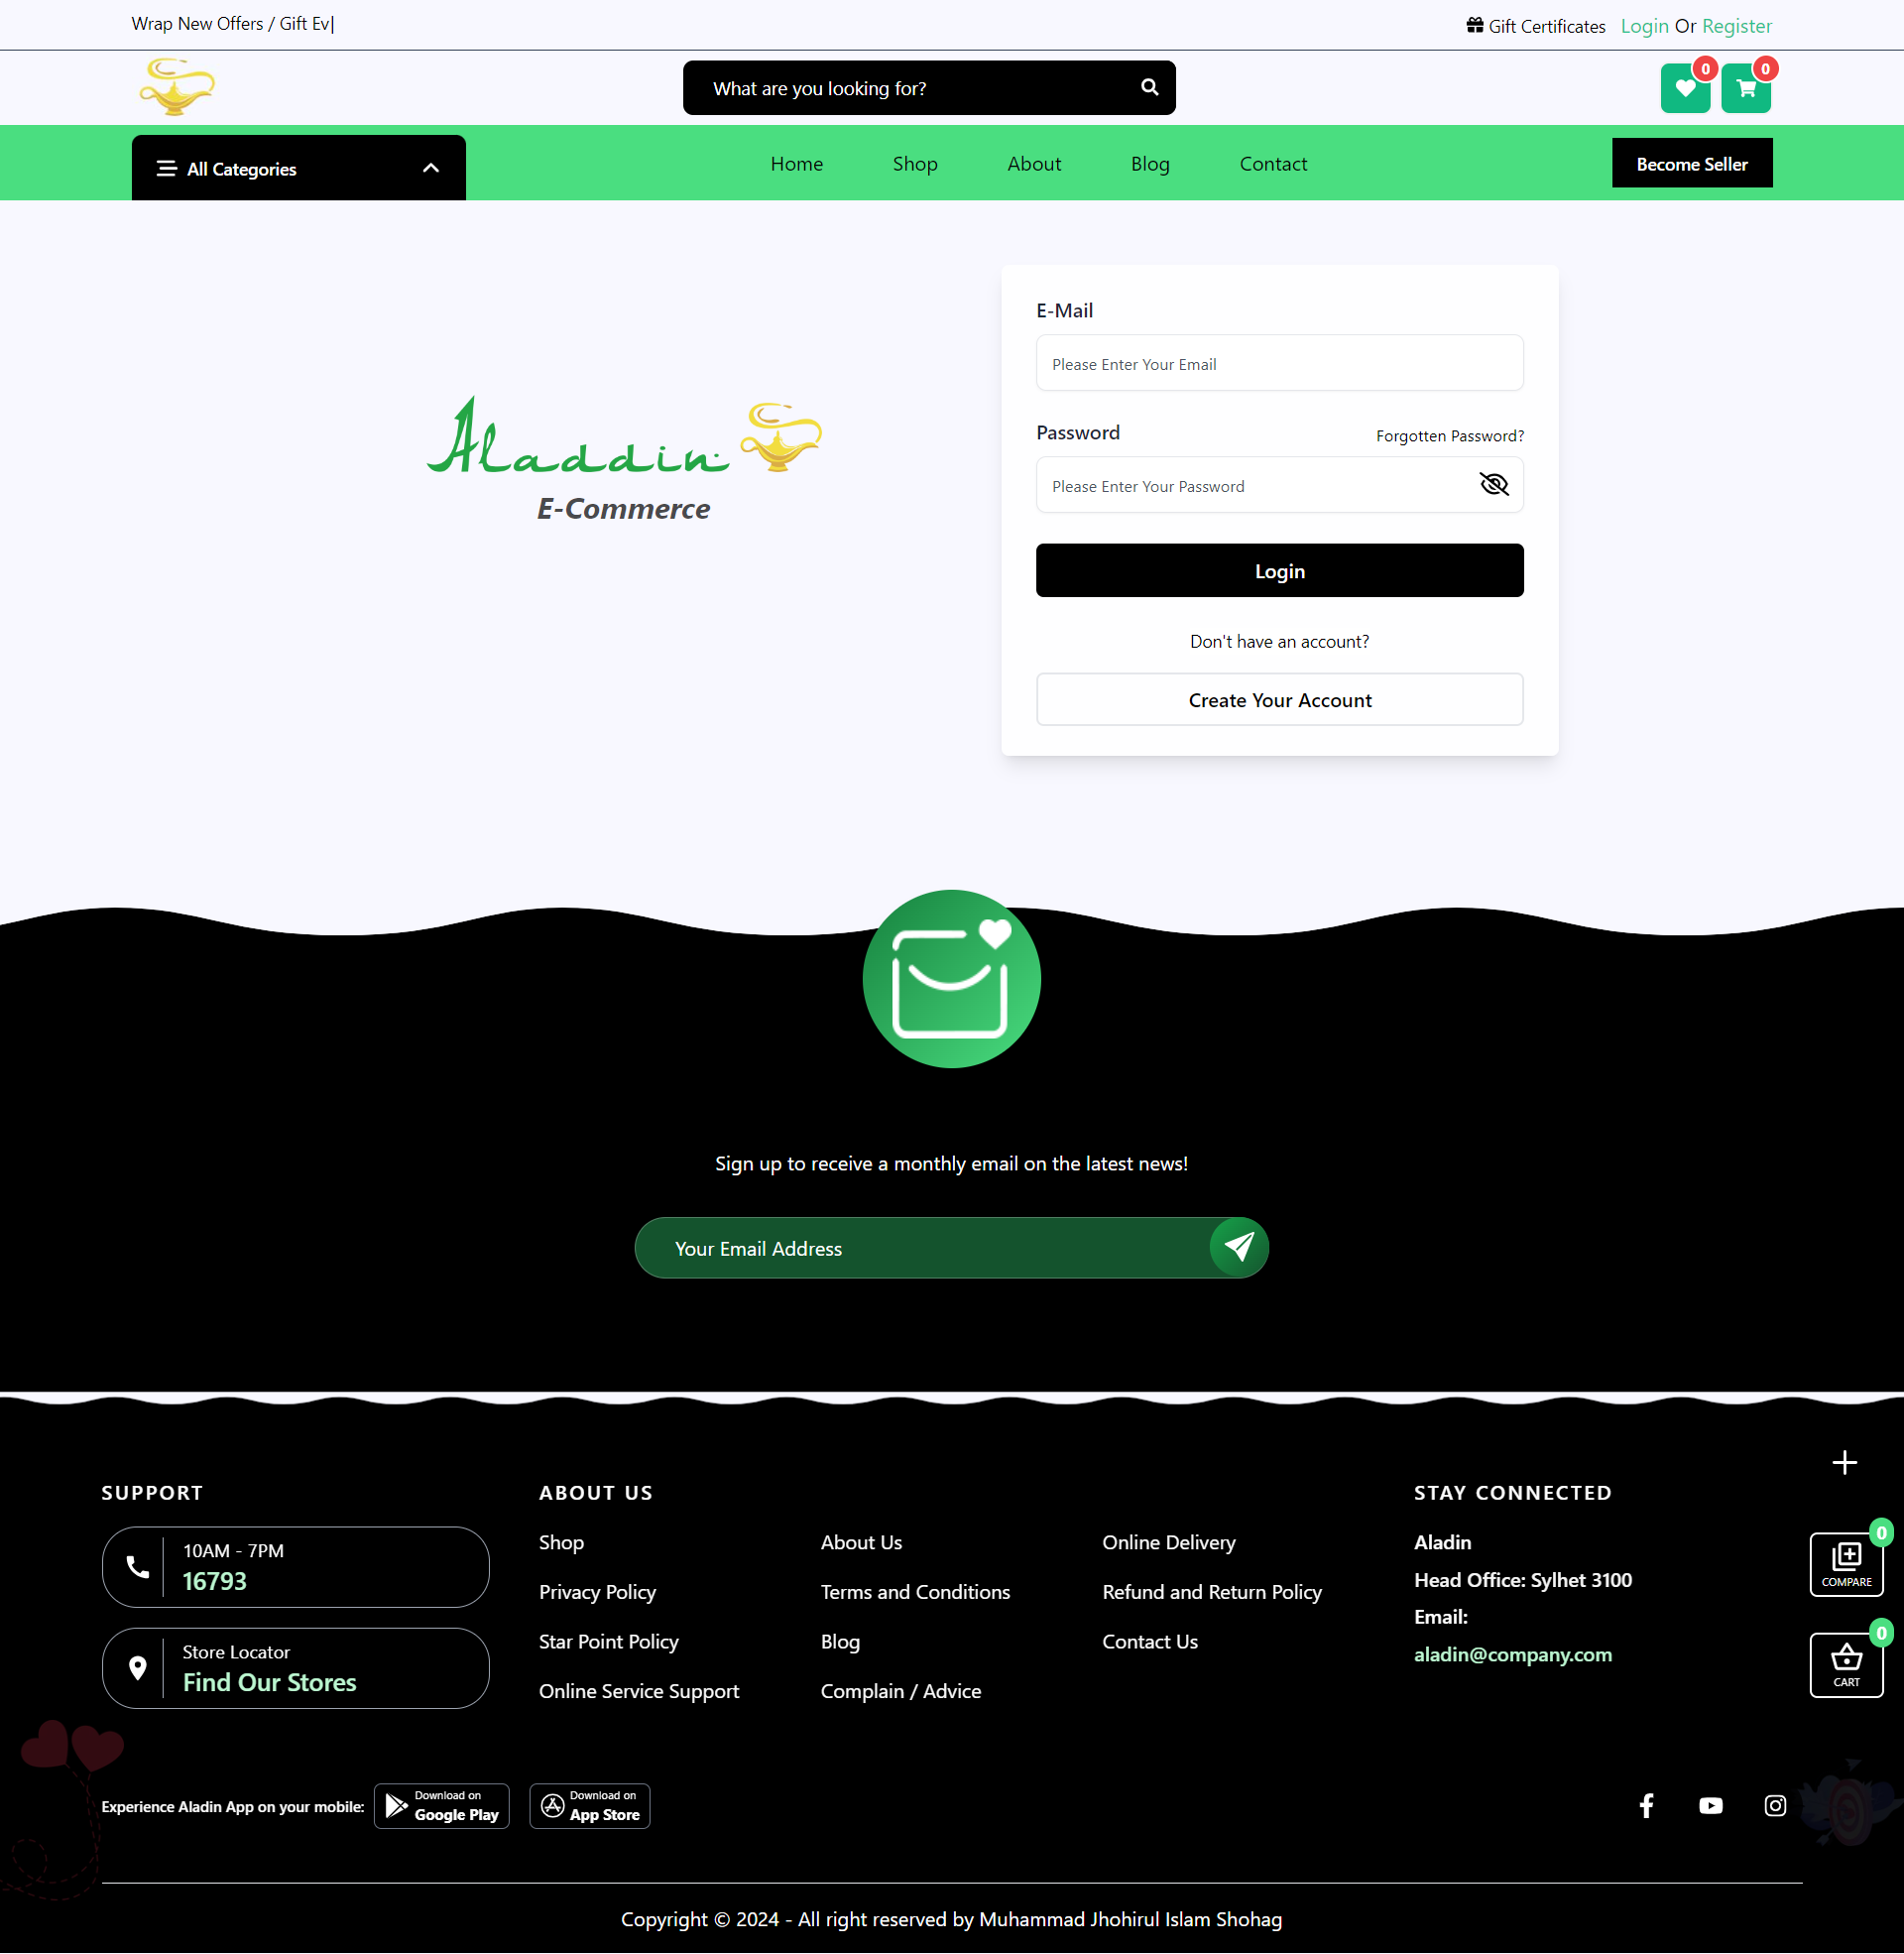 Wrap New Offers / Gift Ev|
Gift Certificates Login Or Register
What are you looking for?
0
0
All Categories
Home
Shop
About
Blog
Contact
Become Seller
E-Mail
Please Enter Your Email
Aladdin
E-Commerce
Password
Forgotten Password?
Please Enter Your Password
Login
Don't have an account?
Create Your Account
Sign up to receive a monthly email on the latest news!
Your Email Address
SUPPORT
10AM - 7PM
16793
Store Locator
Find Our Stores
ABOUT US
Shop
About Us
Online Delivery
Privacy Policy
Terms and Conditions
Refund and Return Policy
Star Point Policy
Blog
Contact Us
Online Service Support
Complain / Advice
STAY CONNECTED
Aladin
Head Office: Sylhet 3100
Email:
aladin@company.com
0
COMPARE
0
CART
Experience Aladin App on your mobile:
Download on
Google Play
Download on
App Store
Copyright © 2024 - All right reserved by Muhammad Jhohirul Islam Shohag